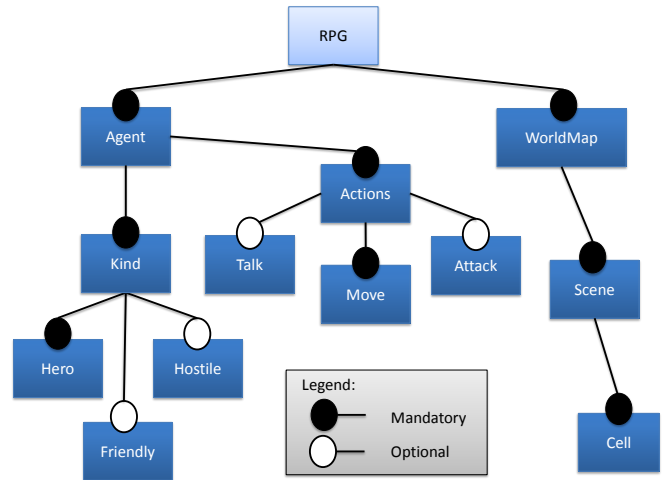 RPG
Agent
WorldMap
Actions
Kind
Talk
Move
Attack
Scene
Hero
Hostile
Friendly
Legend:
Mandatory
Optional
Cell